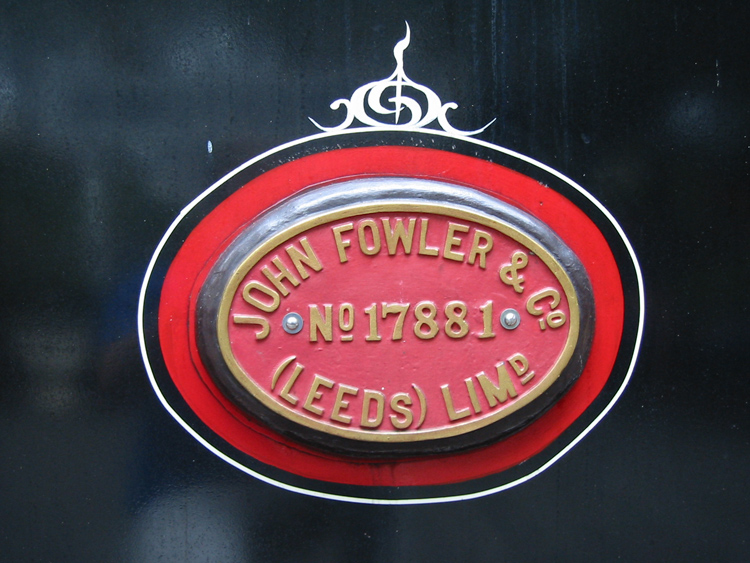 JOHN FOWLER & Cº
Nº 17881
(LEEDS) LIMᴰ